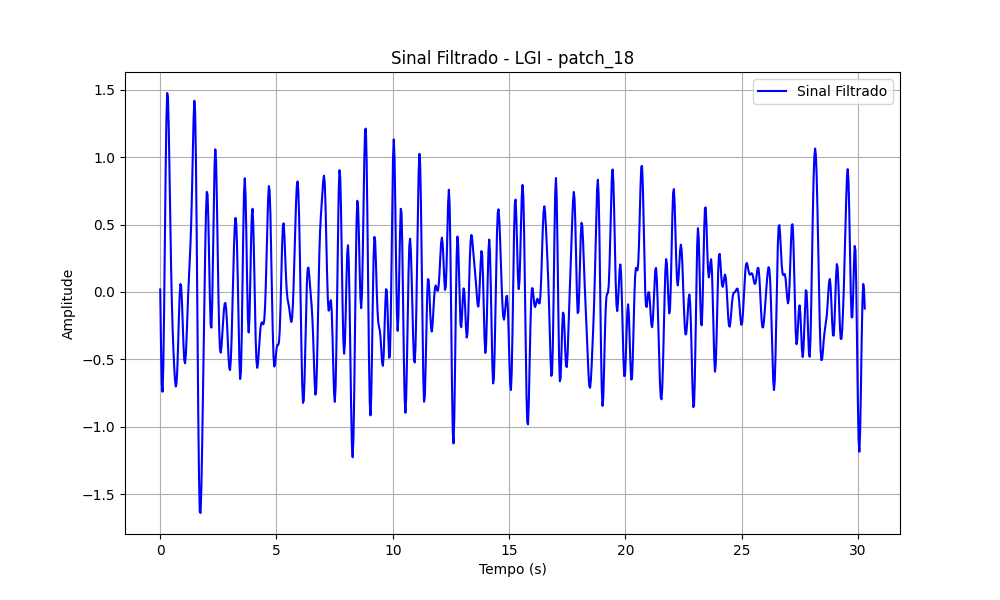 Sinal Filtrado - LGI - patch_18
Sinal Filtrado
1.5
1.0
0.5
0.0
−0.5
−1.0
−1.5
Amplitude
0 5 10 15 20 25 30
Tempo (s)